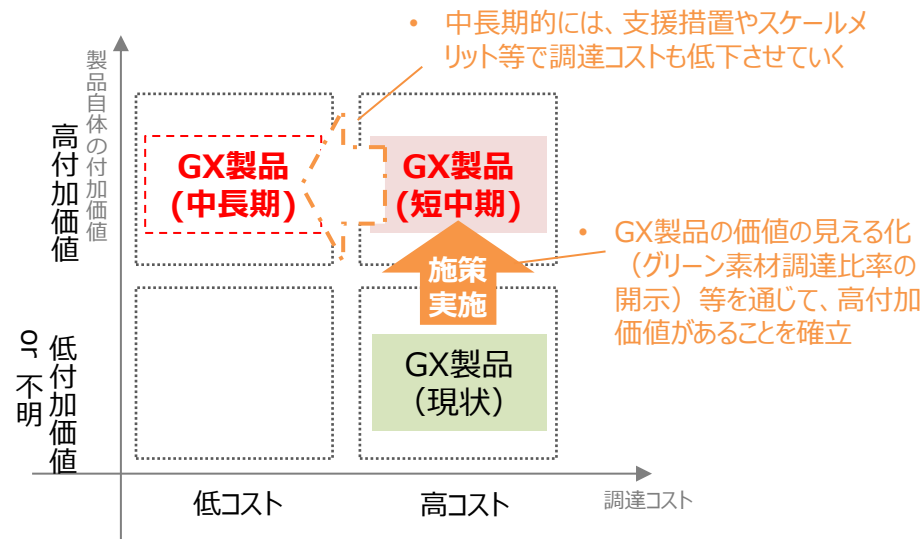 • 中長期的には、支援措置やスケールメ
リット等で調達コストも低下させていく
製品自体の付加価値
高付加価値
GX製品
(中長期)
GX製品
(短中期)
• GX製品の価値の見える化
（グリーン素材調達比率の
開示）等を通じて、高付加
価値があることを確立
施策
実施
低付加価値
or 不明
GX製品
（現状）
低コスト
高コスト
調達コスト